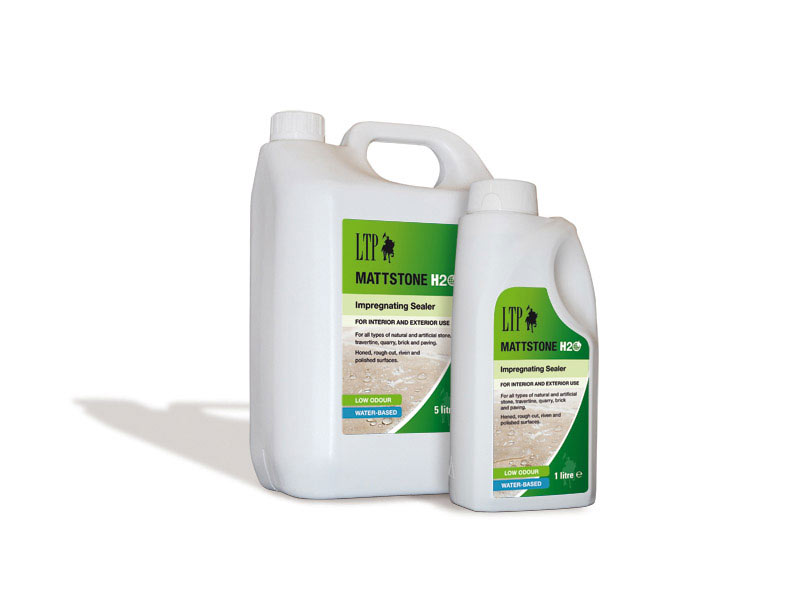 LTP
MATTSTONE H2O
Impregnating Sealer
FOR INTERIOR AND EXTERIOR USE
For all types of natural and artificial stone,
travertine, quarry, brick and paving.
Honed, rough cut, riven and
polished surfaces.
LOW ODOUR
WATER-BASED
5 litre
LTP
MATTSTONE H2O
Impregnating Sealer
FOR INTERIOR AND EXTERIOR USE
For all types of natural and artificial
stone, travertine, quarry, brick
and paving.
Honed, rough cut, riven and
polished surfaces.
LOW ODOUR
WATER-BASED
1 litre ℮